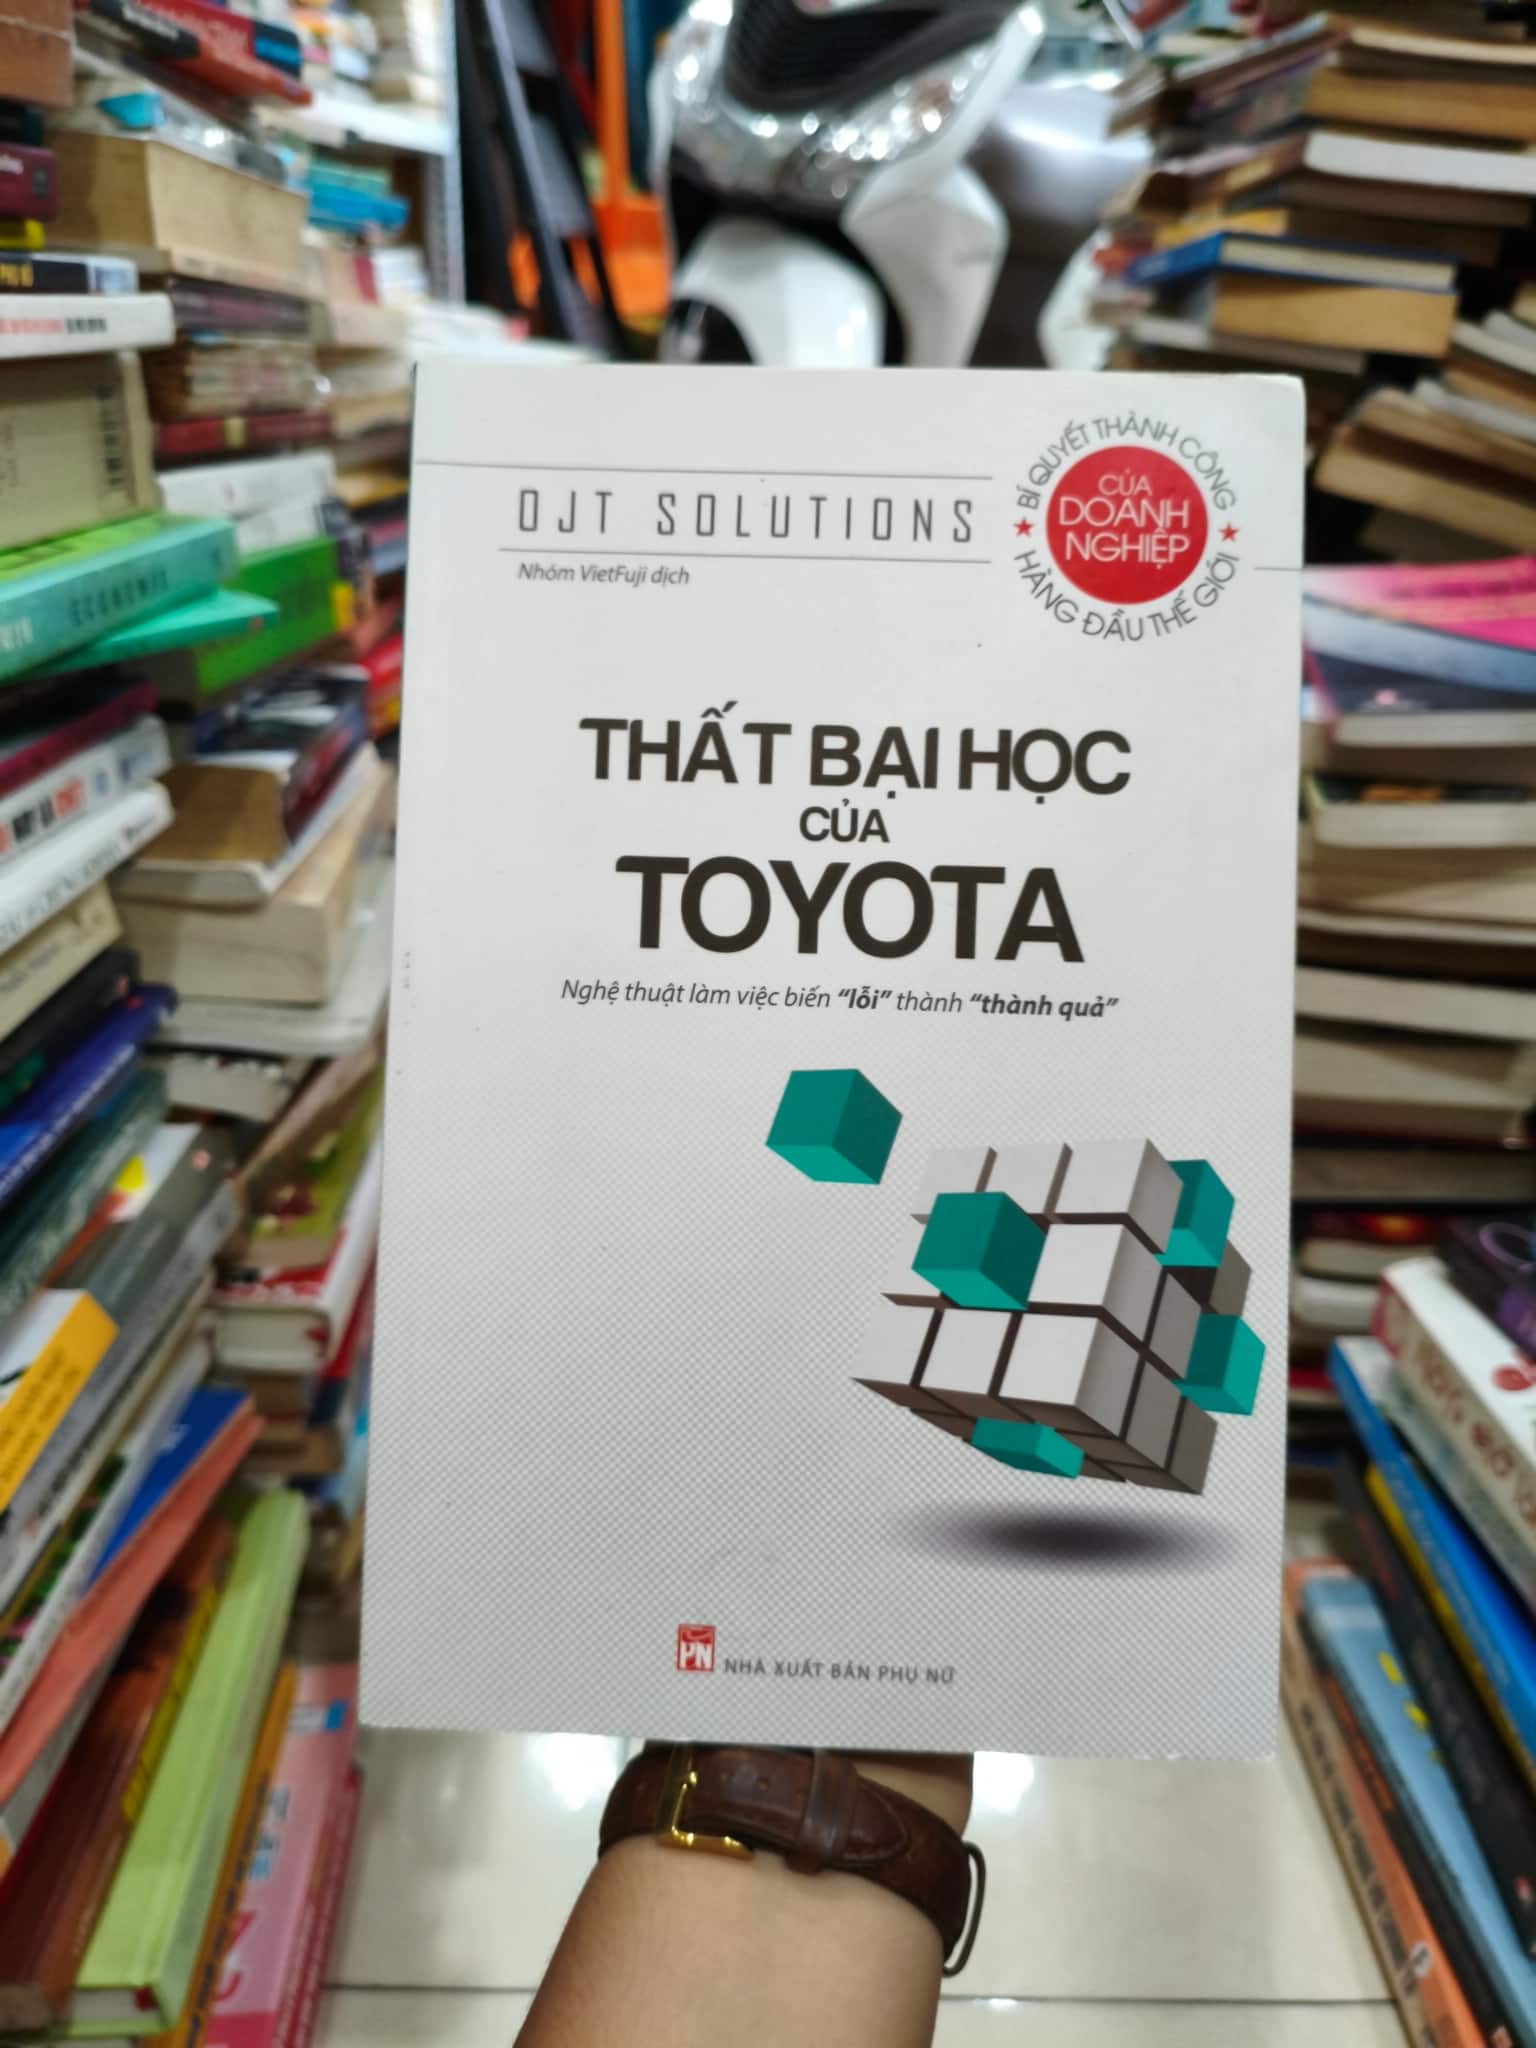 OJT SOLUTIONS
Nhóm VietFuji dịch
BÍ QUYẾT THÀNH CÔNG
CỦA
DOANH
NGHIỆP
HÀNG ĐẦU THẾ GIỚI
THẤT BẠI HỌC
CỦA
TOYOTA
Nghệ thuật làm việc biến “lỗi” thành “thành quả”
PN NHÀ XUẤT BẢN PHỤ NỮ